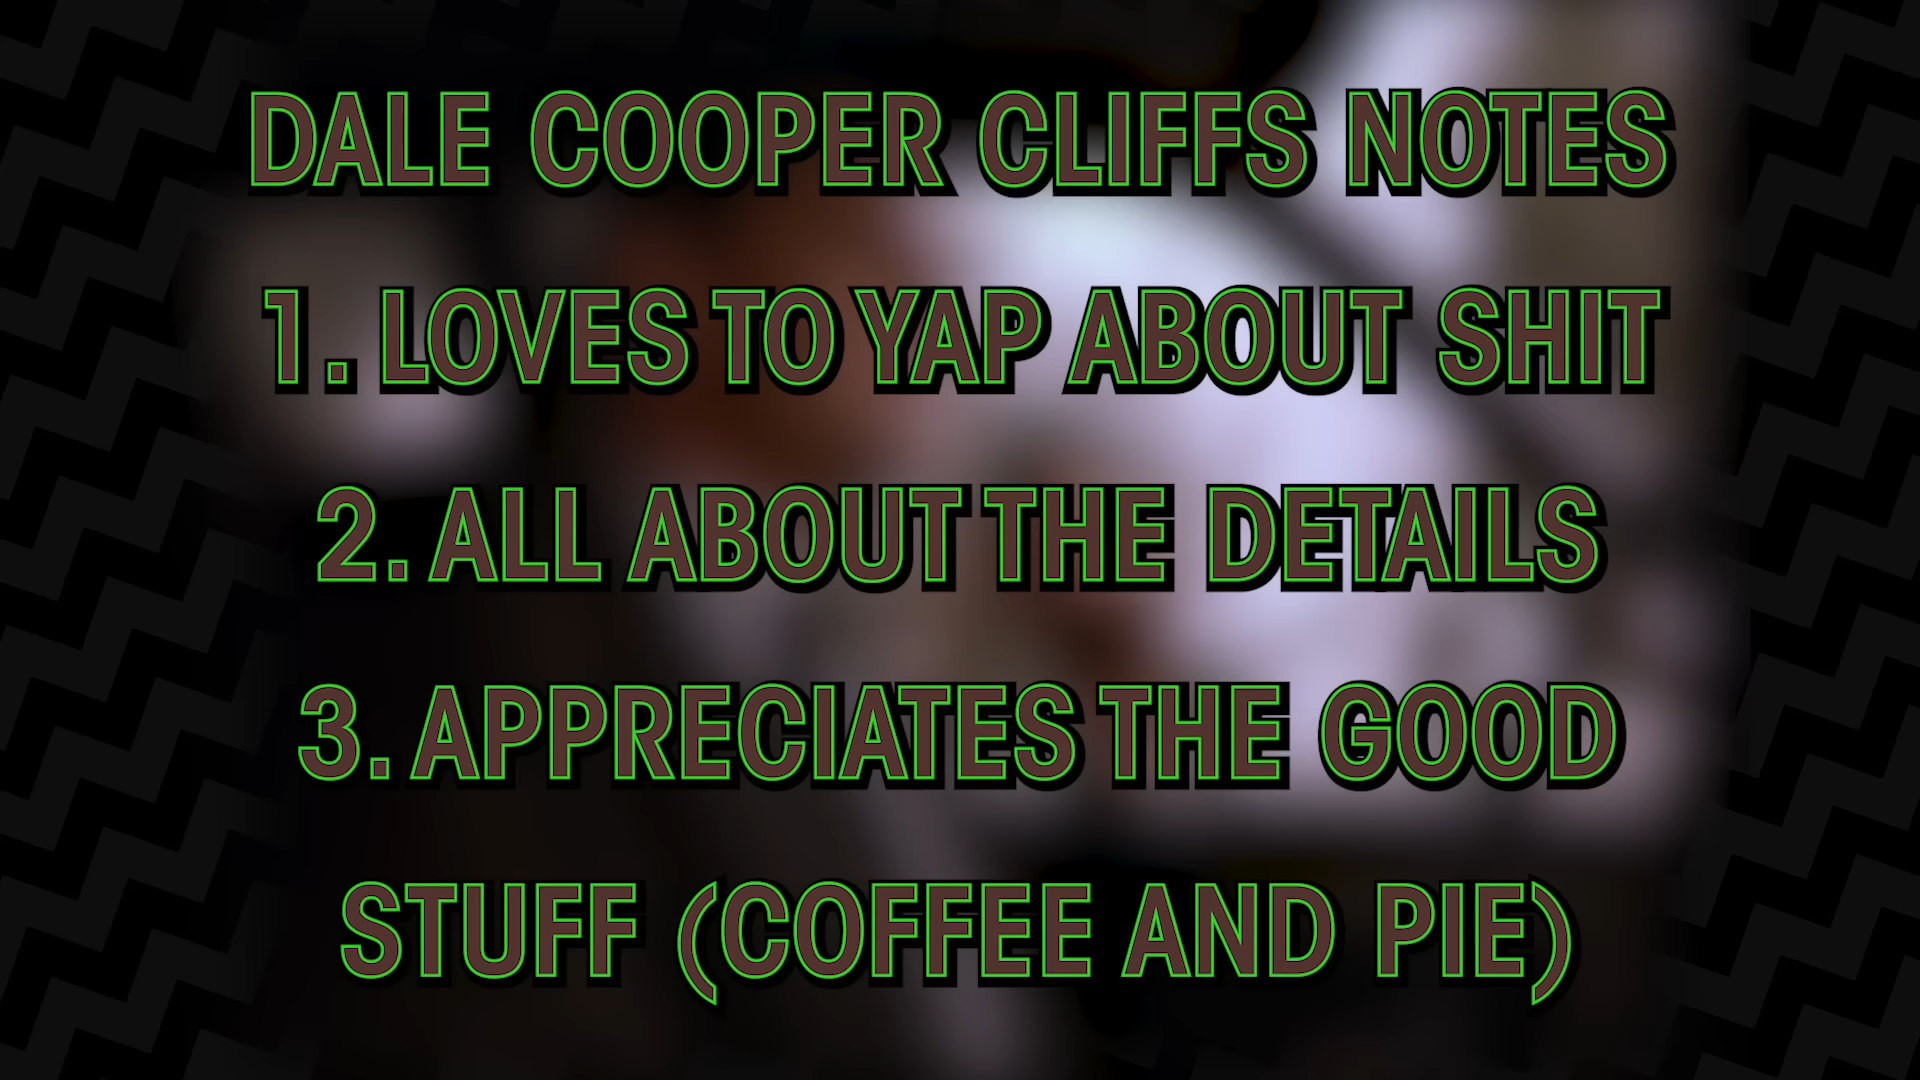 DALE COOPER CLIFFS NOTES
1. LOVES TO YAP ABOUT SHIT
2. ALL ABOUT THE DETAILS
3. APPRECIATES THE GOOD
STUFF (COFFEE AND PIE)